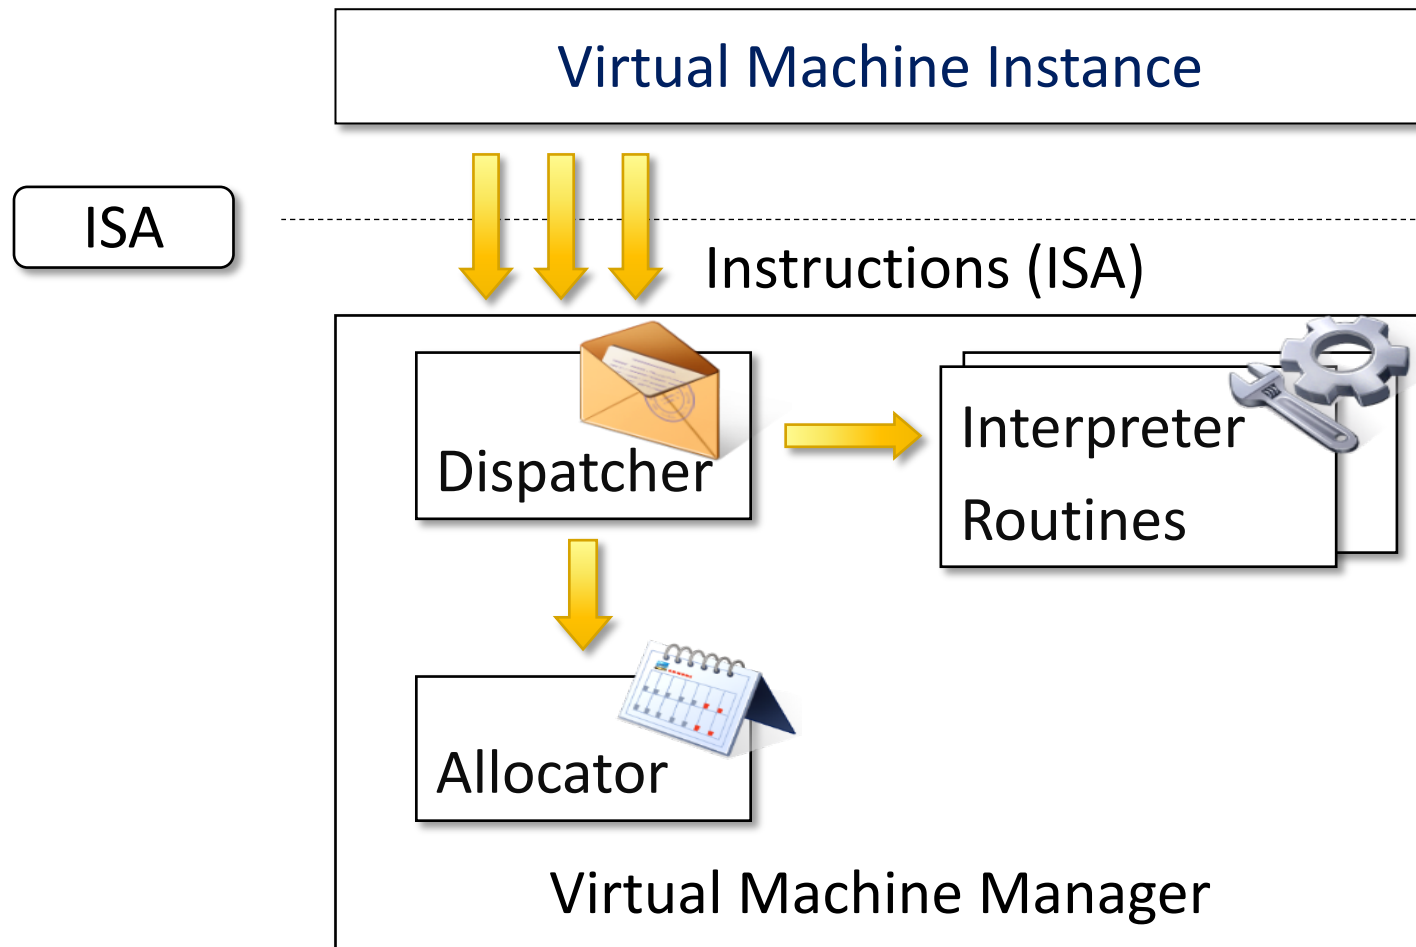 Virtual Machine Instance
ISA
Instructions (ISA)
Dispatcher
Interpreter
Routines
Allocator
Virtual Machine Manager